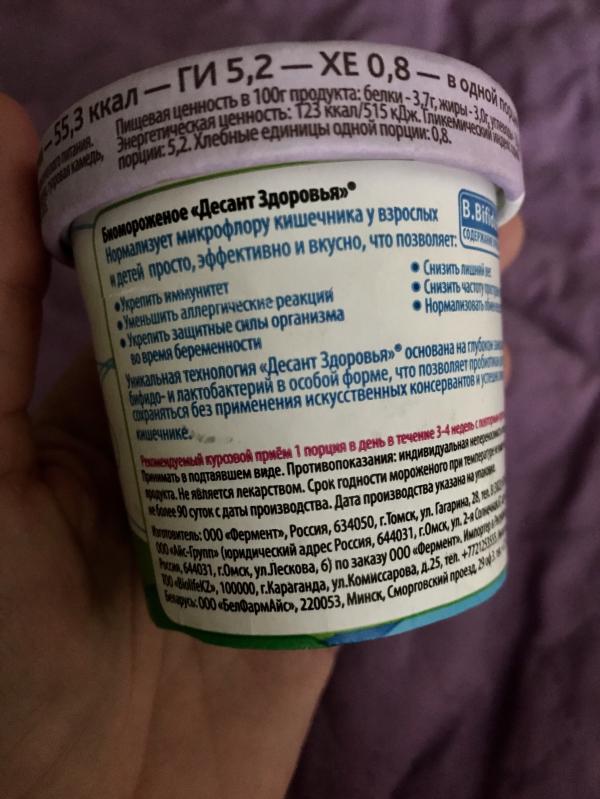 55,3 ккал — ГИ 5,2 — ХЕ 0,8 — в одной
Пищевая ценность в 100г продукта: белки - 3,7г, жиры - 3,0г,
Энергетическая ценность: 123 ккал/515 кДж. Гликемический
порции: 5,2. Хлебные единицы одной порции: 0,8.
питания.
камедь,
Биомороженое «Десант Здоровья»®
Нормализует микрофлору кишечника у взрослых
и детей просто, эффективно и вкусно, что позволяет:
• Укрепить иммунитет
• Уменьшить аллергические реакции
• Укрепить защитные силы организма
во время беременности
B.Bifid
СОДЕРЖАНИЕ
• Снизить лишний вес
• Снизить частоту
• Нормализовать
Уникальная технология «Десант Здоровья»® основана на глубокой
бифидо- и лактобактерий в особой форме, что позволяет
сохраняться без применения искусственных консервантов и
кишечнике.
Рекомендуемый курсовой приём 1 порция в день в течение 3-4 недель с
Принимать в подтаявшем виде. Противопоказания: индивидуальная
продукта. Не является лекарством. Срок годности мороженого при температуре
не более 90 суток с даты производства. Дата производства указана на упаковке.
Изготовитель: ООО «Фермент», Россия, 634050, г.Томск, ул. Гагарина, 28, тел.
ООО «Айс-Групп» (юридический адрес Россия, 644031, г.Омск, ул. 2-я
Россия, 644031, г.Омск, ул.Лескова, 6) по заказу ООО «Фермент». Импортер в
ТОО «BiolifeKZ», 100000, г.Караганда, ул.Комиссарова, д.25, тел.
Беларусь: ООО «БелФармАйс», 220053, Минск, Сморговский проезд,